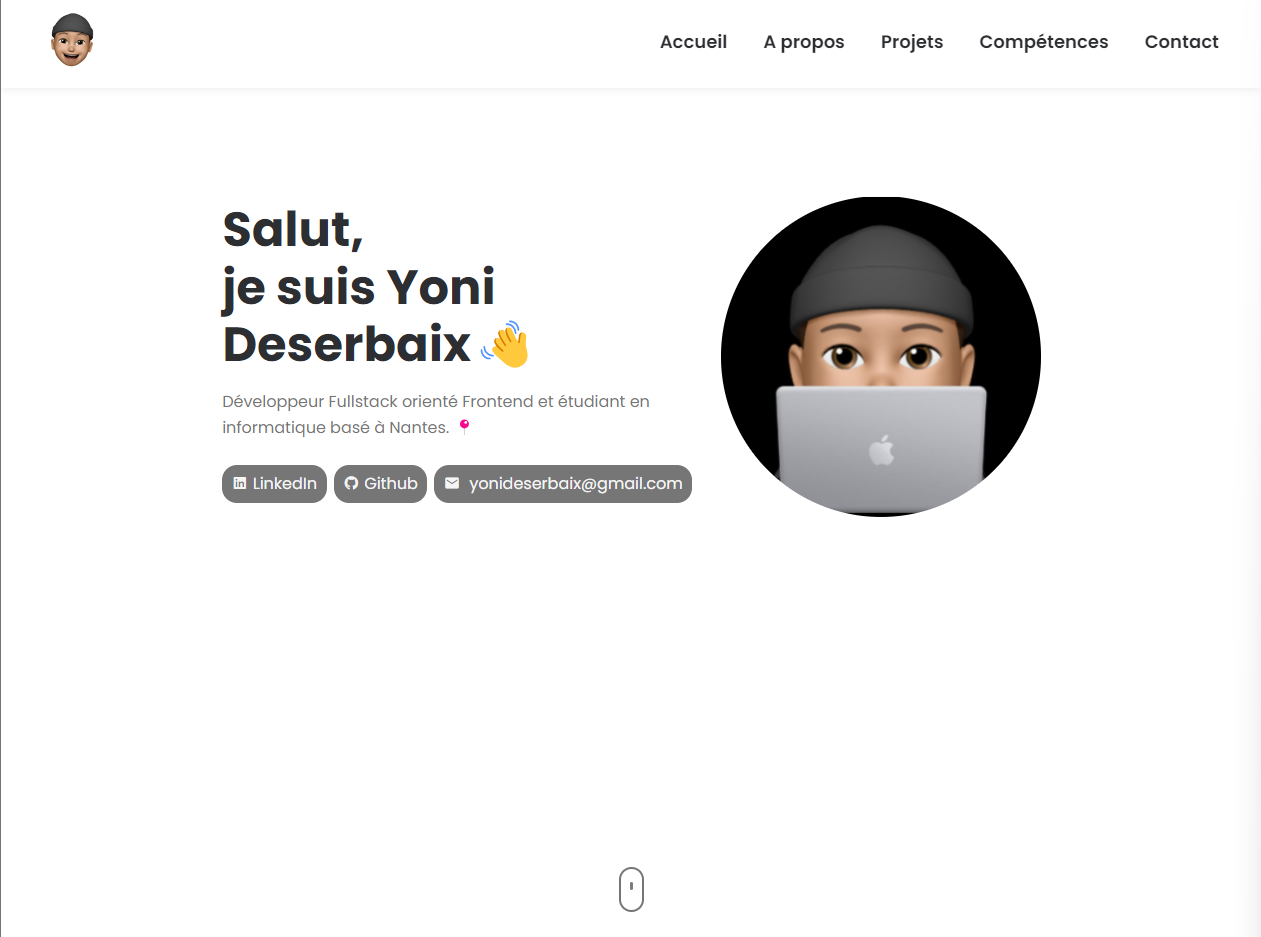 Accueil A propos Projets Compétences Contact
Salut,
je suis Yoni
Deserbaix 👋
Développeur Fullstack orienté Frontend et étudiant en
informatique basé à Nantes. 📍
LinkedIn Github yonideserbaix@gmail.com